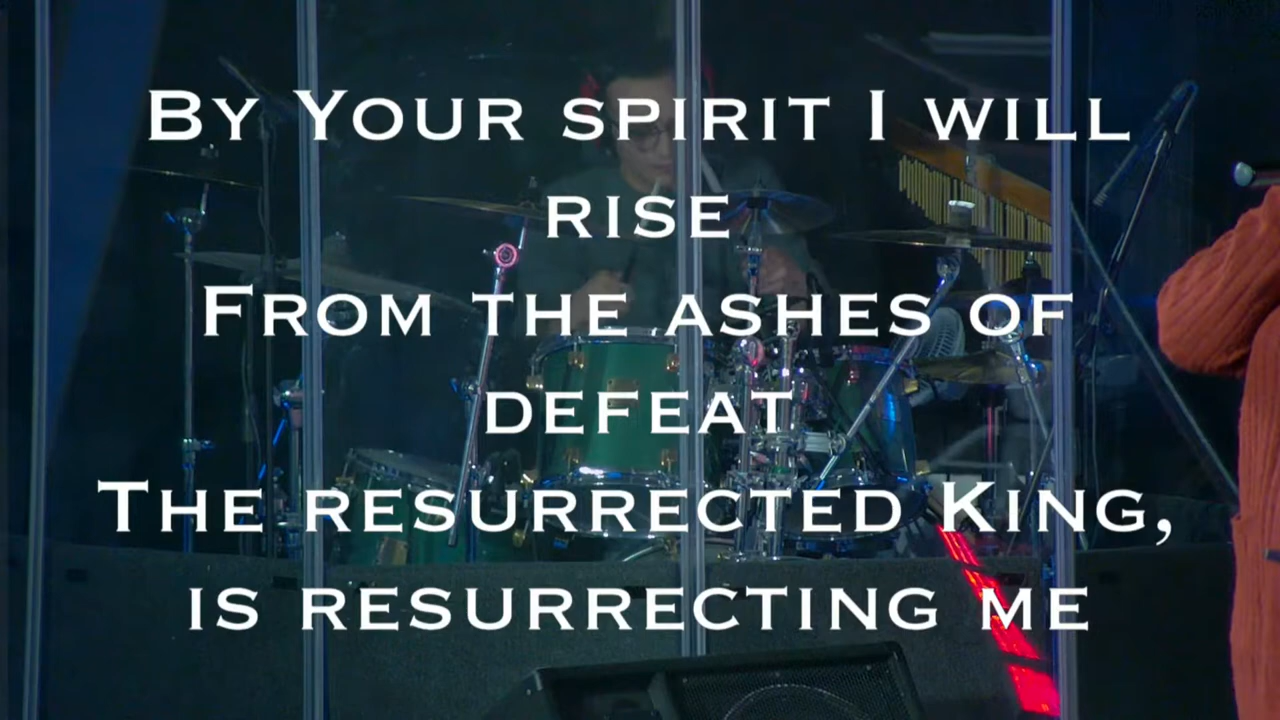 By Your spirit I will
rise
From the ashes of
defeat
The resurrected King,
is resurrecting me